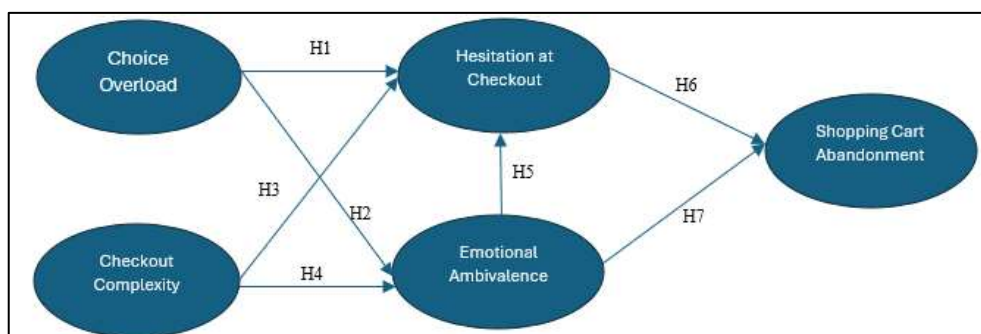 Choice
Overload
H1
Hesitation at
Checkout
H6
Shopping Cart
Abandonment
H3
H5
H2
H7
Checkout
Complexity
H4
Emotional
Ambivalence